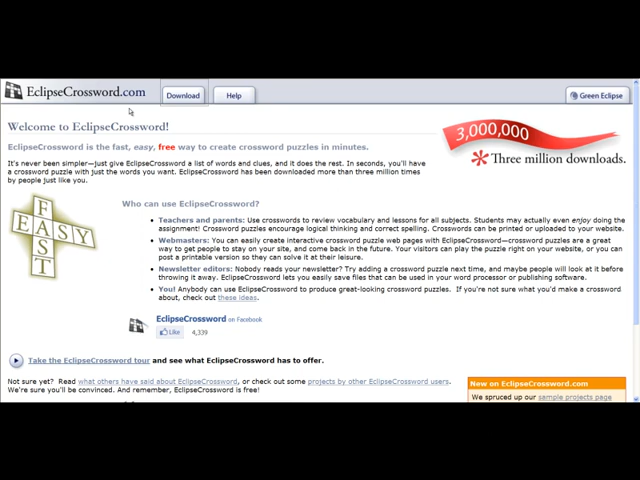 EclipseCrossword.com
Download
Help
Green Eclipse
Welcome to EclipseCrossword!
3,000,000
EclipseCrossword is the fast, easy, free way to create crossword puzzles in minutes.
* Three million downloads.
It's never been simpler—just give EclipseCrossword a list of words and clues, and it does the rest. In seconds, you'll have
a crossword puzzle with just the words you want. EclipseCrossword has been downloaded more than three million times
by people just like you.
FAST
EASY
Who can use EclipseCrossword?
• Teachers and parents: Use crosswords to review vocabulary and lessons for all subjects. Students may actually even enjoy doing the
assignment! Crossword puzzles encourage logical thinking and correct spelling. Crosswords can be printed or uploaded to your website.
• Webmasters: You can easily create interactive crossword puzzle web pages with EclipseCrossword—crossword puzzles are a great
way to get people to stay on your site, and come back in the future. Your visitors can play the puzzle right on your website, or you can
post a printable version so they can solve it at their leisure.
• Newsletter editors: Nobody reads your newsletter? Try adding a crossword puzzle next time, and maybe people will look at it before
throwing it away. EclipseCrossword lets you easily save files that can be used in your word processor or publishing software.
• You! Anybody can use EclipseCrossword to produce great-looking crossword puzzles. If you're not sure what you'd make a crossword
about, check out these ideas.
EclipseCrossword on Facebook
Like 4,339
Take the EclipseCrossword tour and see what EclipseCrossword has to offer.
Not sure yet? Read what others have said about EclipseCrossword, or check out some projects by other EclipseCrossword users.
We're sure you'll be convinced. And remember, EclipseCrossword is free!
New on EclipseCrossword.com
We spruced up our sample projects page